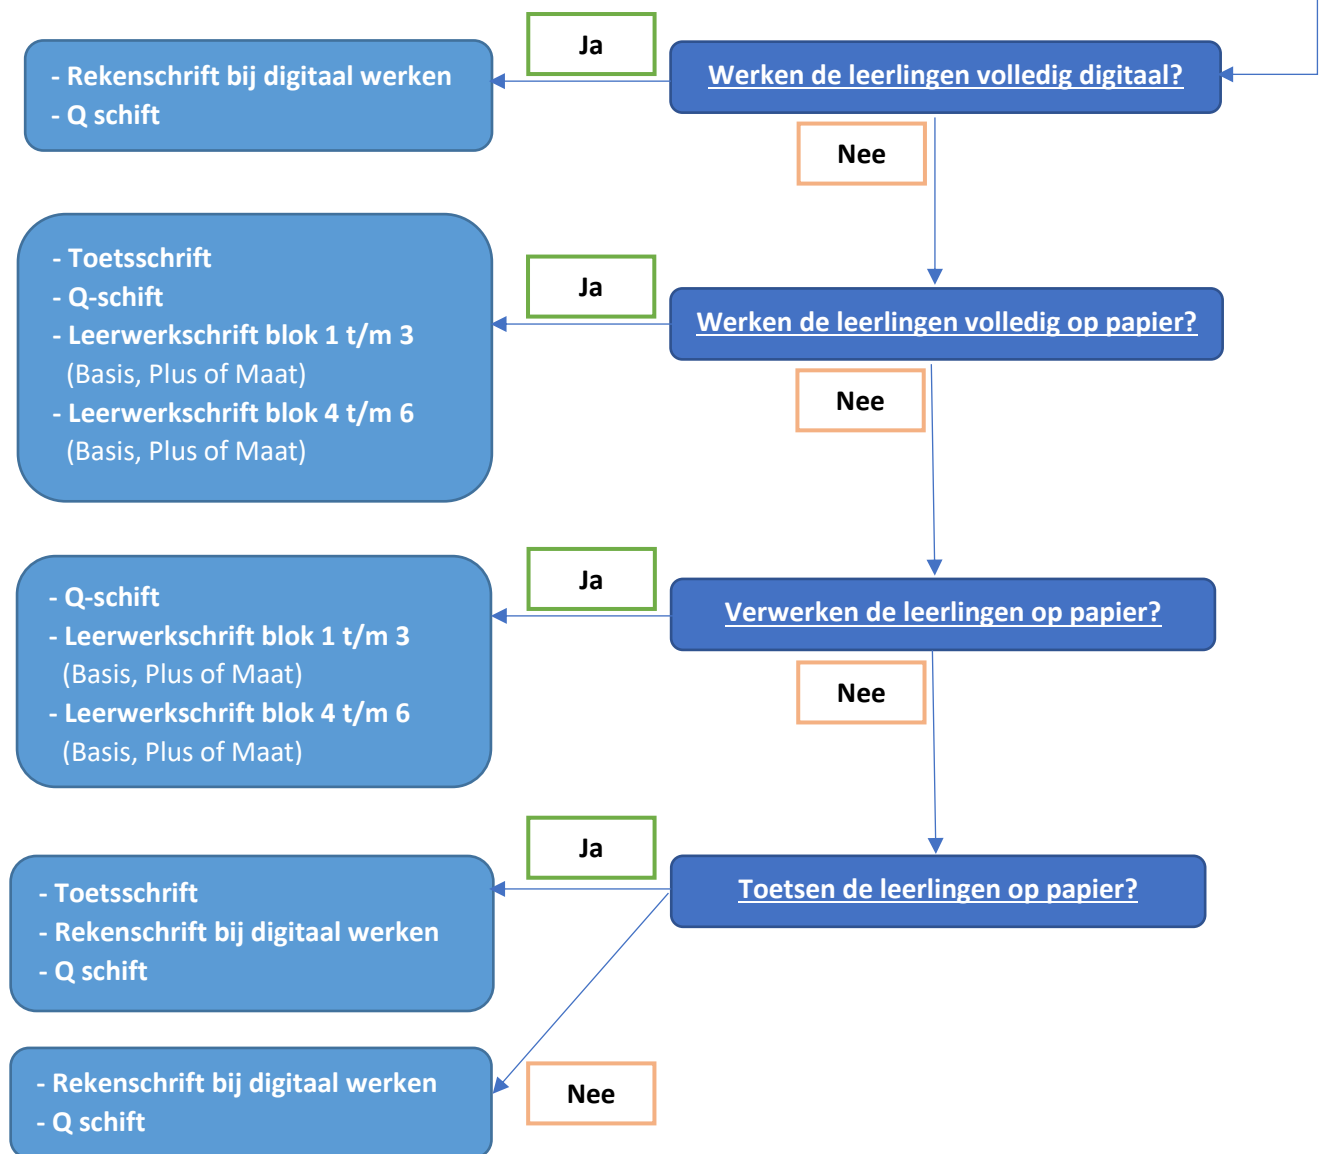 Ja
Werken de leerlingen volledig digitaal?
- Rekenschrift bij digitaal werken
- Q schift
Nee
Ja
Werken de leerlingen volledig op papier?
- Toetsschrift
- Q-schift
- Leerwerkschrift blok 1 t/m 3
(Basis, Plus of Maat)
- Leerwerkschrift blok 4 t/m 6
(Basis, Plus of Maat)
Nee
Ja
Verwerken de leerlingen op papier?
- Q-schift
- Leerwerkschrift blok 1 t/m 3
(Basis, Plus of Maat)
- Leerwerkschrift blok 4 t/m 6
(Basis, Plus of Maat)
Nee
Ja
Toetsen de leerlingen op papier?
- Toetsschrift
- Rekenschrift bij digitaal werken
- Q schift
Nee
- Rekenschrift bij digitaal werken
- Q schift